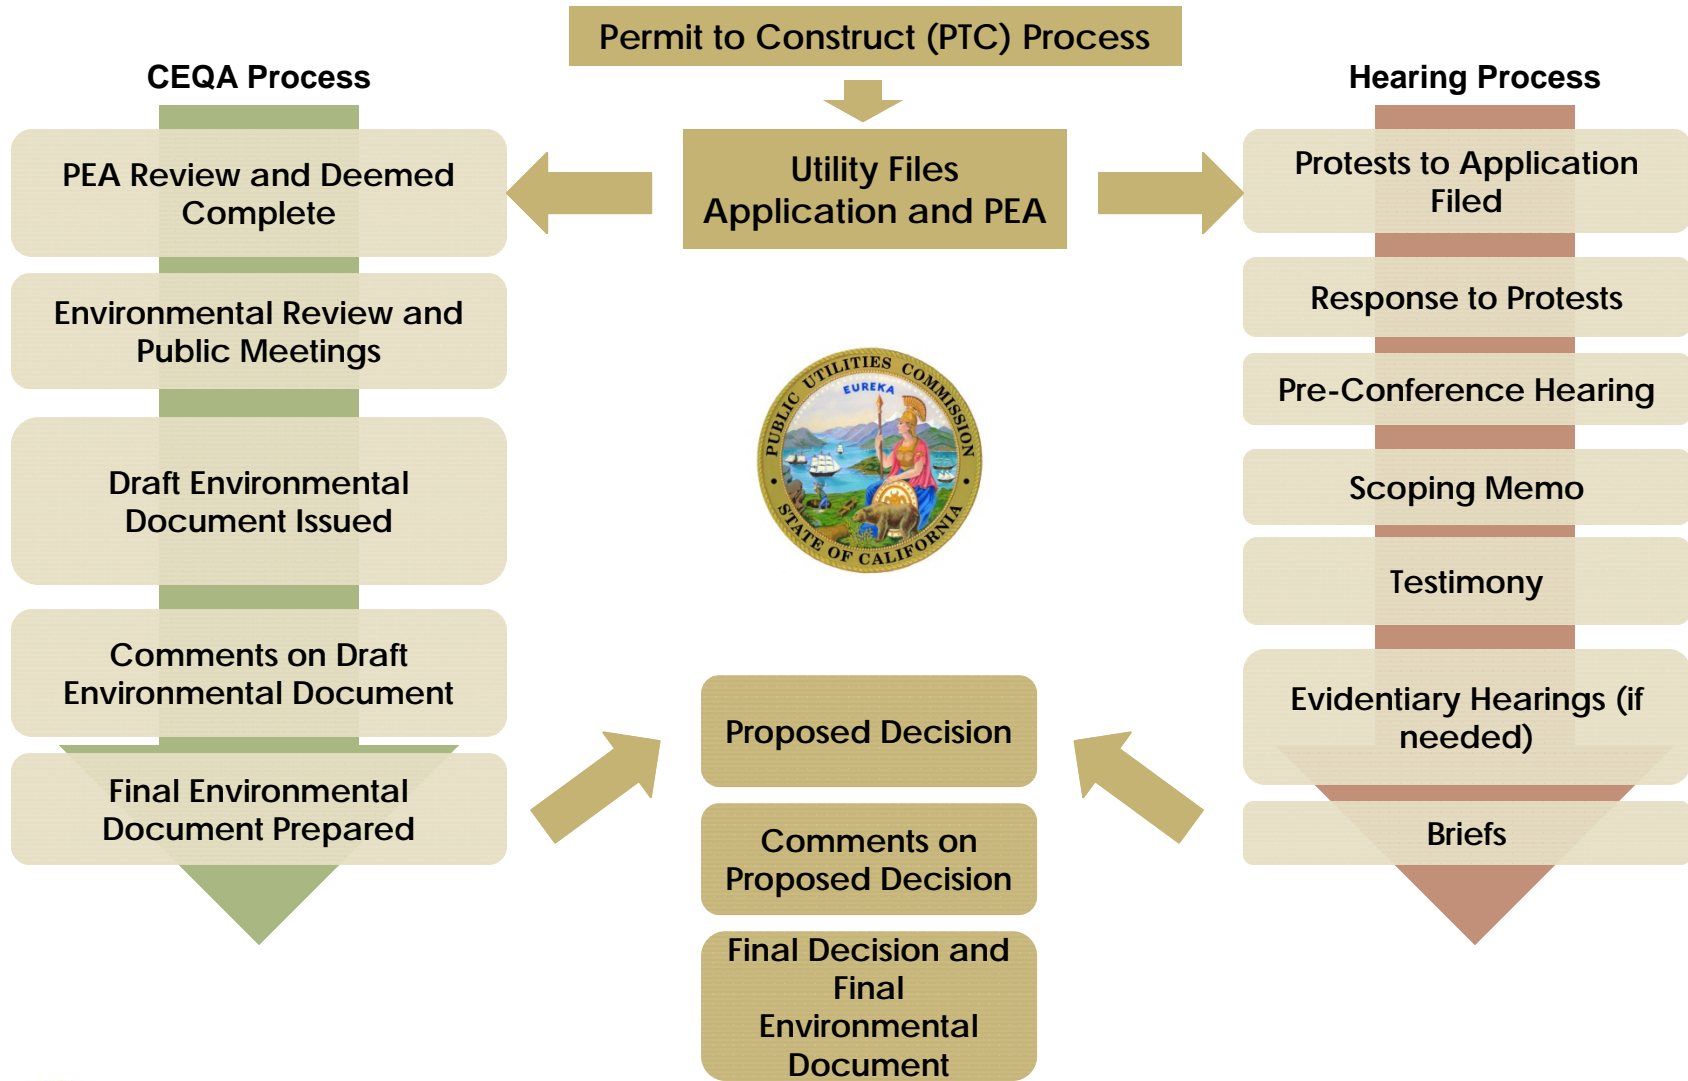 Permit to Construct (PTC) Process
CEQA Process
PEA Review and Deemed
Complete
Environmental Review and
Public Meetings
Draft Environmental
Document Issued
Comments on Draft
Environmental Document
Final Environmental
Document Prepared
Utility Files
Application and PEA
PUBLIC UTILITIES COMMISSION
EUREKA
STATE OF CALIFORNIA
Proposed Decision
Comments on
Proposed Decision
Final Decision and
Final
Environmental
Document
Hearing Process
Protests to Application
Filed
Response to Protests
Pre-Conference Hearing
Scoping Memo
Testimony
Evidentiary Hearings (if
needed)
Briefs